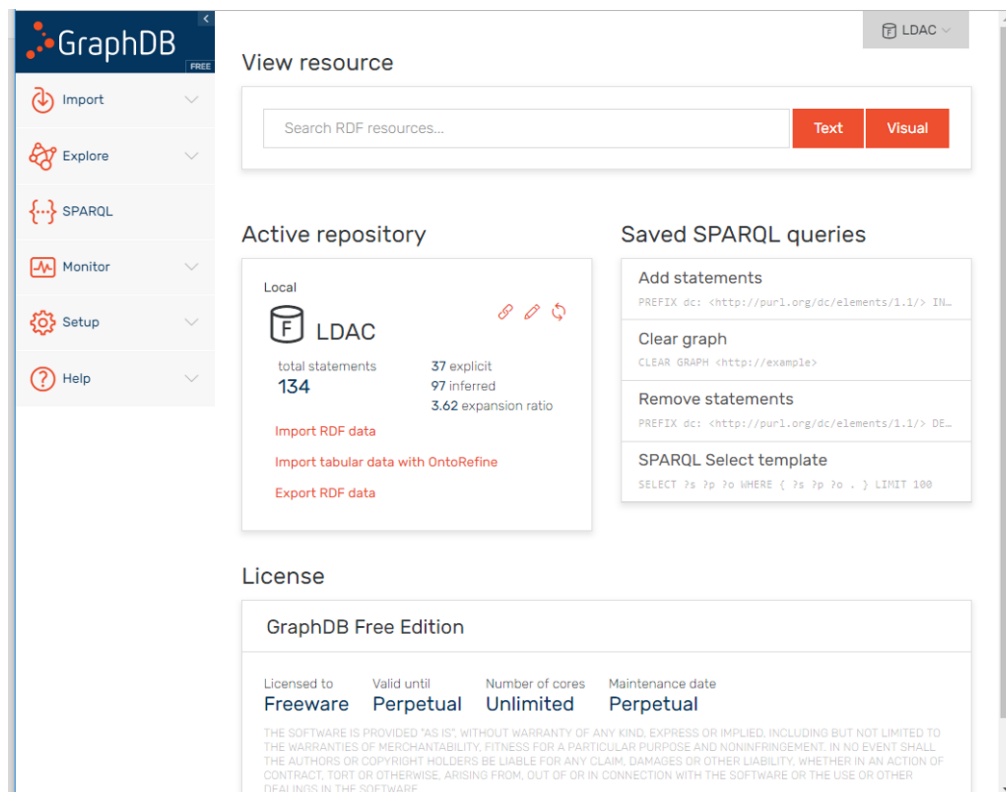 GraphDB
FREE
LDAC
Import
Explore
SPARQL
Monitor
Setup
Help
View resource
Search RDF resources...
Text
Visual
Active repository
Local
F LDAC
total statements
134
37 explicit
97 inferred
3.62 expansion ratio
Import RDF data
Import tabular data with OntoRefine
Export RDF data
Saved SPARQL queries
Add statements
PREFIX dc: <http://purl.org/dc/elements/1.1/> IN…
Clear graph
CLEAR GRAPH <http://example>
Remove statements
PREFIX dc: <http://purl.org/dc/elements/1.1/> DE…
SPARQL Select template
SELECT ?s ?p ?o WHERE { ?s ?p ?o . } LIMIT 100
License
GraphDB Free Edition
Licensed to
Freeware
Valid until
Perpetual
Number of cores
Unlimited
Maintenance date
Perpetual
THE SOFTWARE IS PROVIDED "AS IS", WITHOUT WARRANTY OF ANY KIND, EXPRESS OR IMPLIED, INCLUDING BUT NOT LIMITED TO
THE WARRANTIES OF MERCHANTABILITY, FITNESS FOR A PARTICULAR PURPOSE AND NONINFRINGEMENT. IN NO EVENT SHALL
THE AUTHORS OR COPYRIGHT HOLDERS BE LIABLE FOR ANY CLAIM, DAMAGES OR OTHER LIABILITY, WHETHER IN AN ACTION OF
CONTRACT, TORT OR OTHERWISE, ARISING FROM, OUT OF OR IN CONNECTION WITH THE SOFTWARE OR THE USE OR OTHER
DEALINGS IN THE SOFTWARE